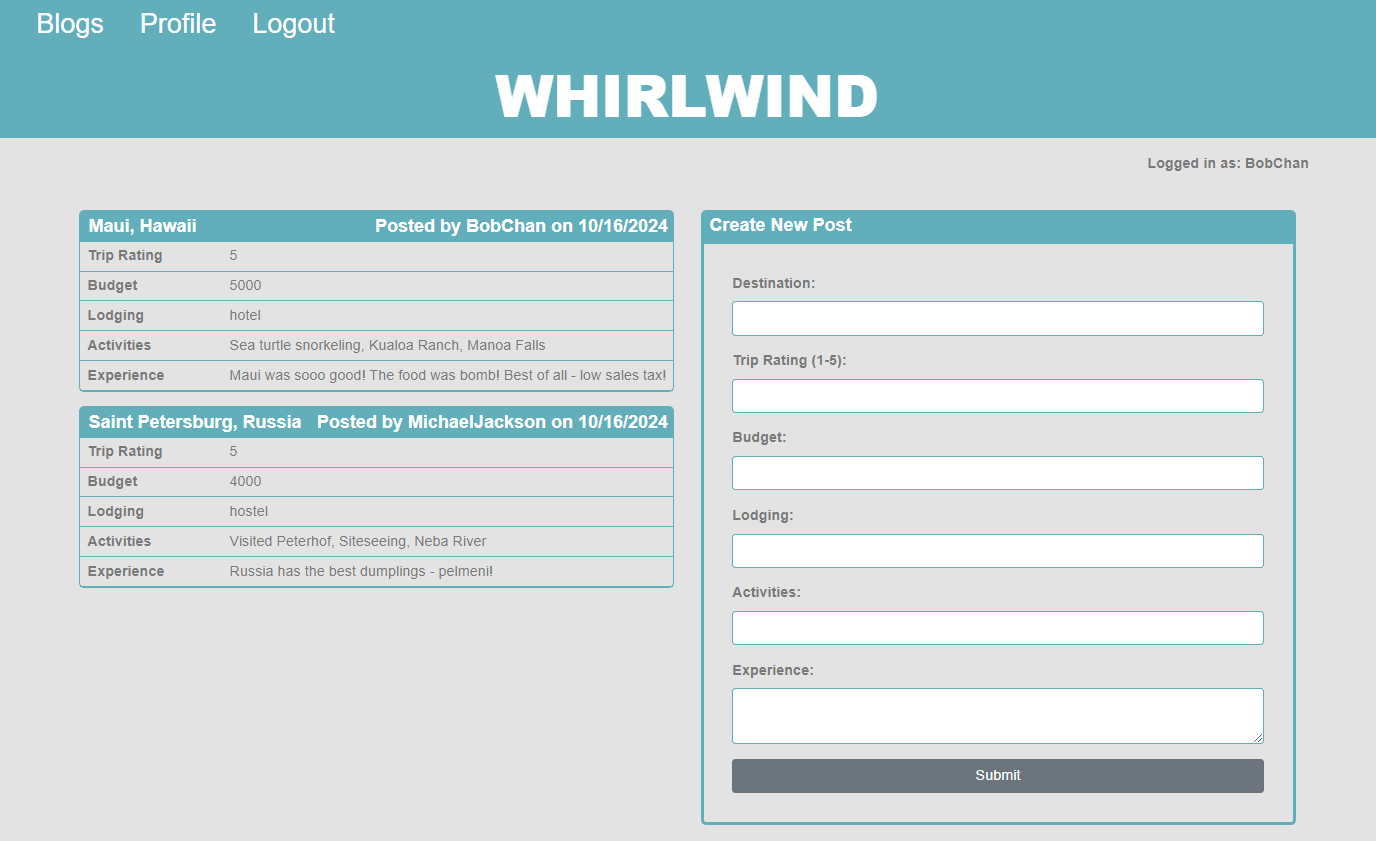 Blogs Profile Logout
WHIRLWIND
Logged in as: BobChan
Maui, Hawaii Posted by BobChan on 10/16/2024
Trip Rating 5
Budget 5000
Lodging hotel
Activities Sea turtle snorkeling, Kualoa Ranch, Manoa Falls
Experience Maui was sooo good! The food was bomb! Best of all - low sales tax!
Saint Petersburg, Russia Posted by MichaelJackson on 10/16/2024
Trip Rating 5
Budget 4000
Lodging hostel
Activities Visited Peterhof, Siteseeing, Neba River
Experience Russia has the best dumplings - pelmeni!
Create New Post
Destination:
Trip Rating (1-5):
Budget:
Lodging:
Activities:
Experience:
Submit